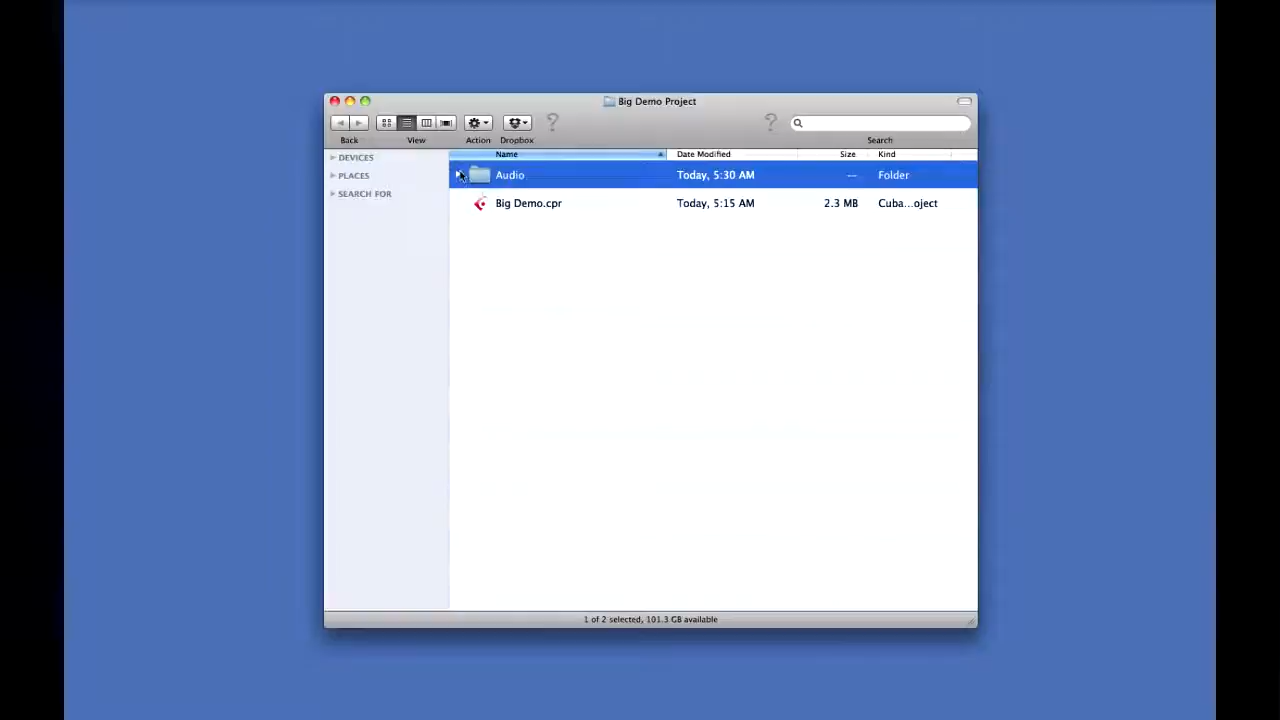 Big Demo Project
Back View Action Dropbox Search
Name Date Modified Size Kind
DEVICES
PLACES
SEARCH FOR
Audio Today, 5:30 AM -- Folder
Big Demo.cpr Today, 5:15 AM 2.3 MB Cuba...oject
1 of 2 selected, 101.3 GB available